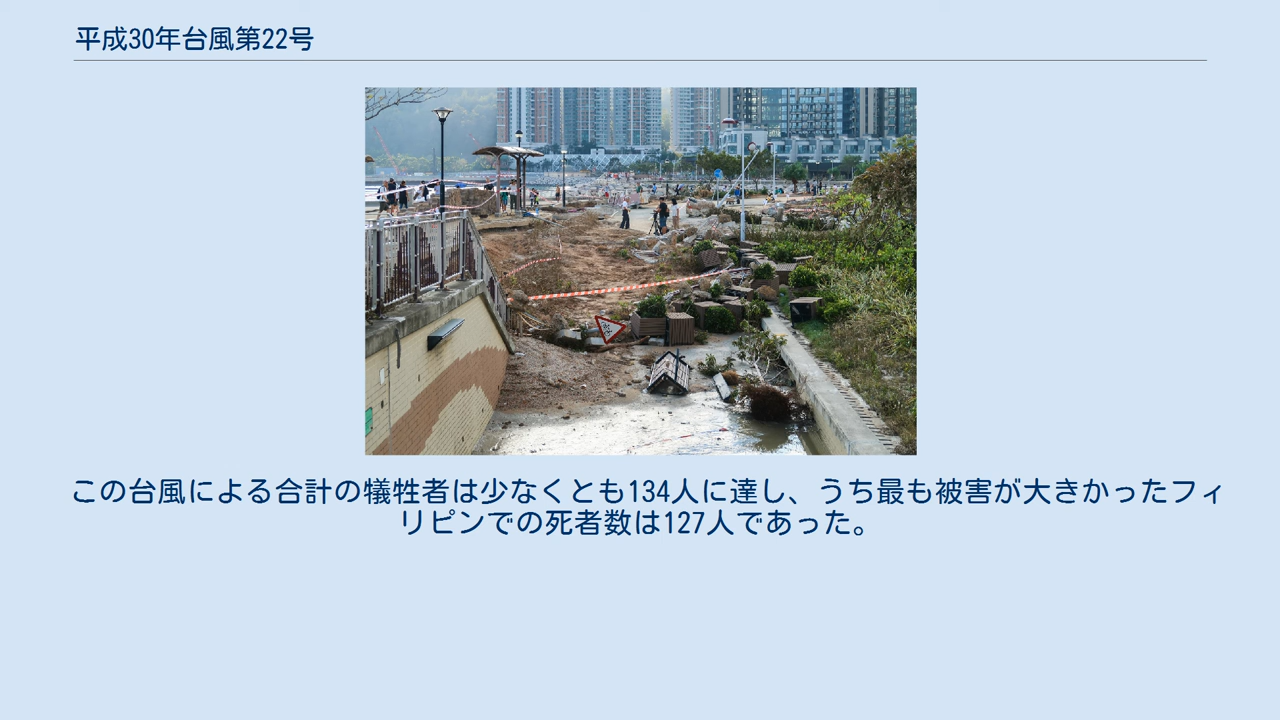 平成30年台風第22号
この台風による合計の犠牲者は少なくとも134人に達し、うち最も被害が大きかったフィ
リピンでの死者数は127人であった。